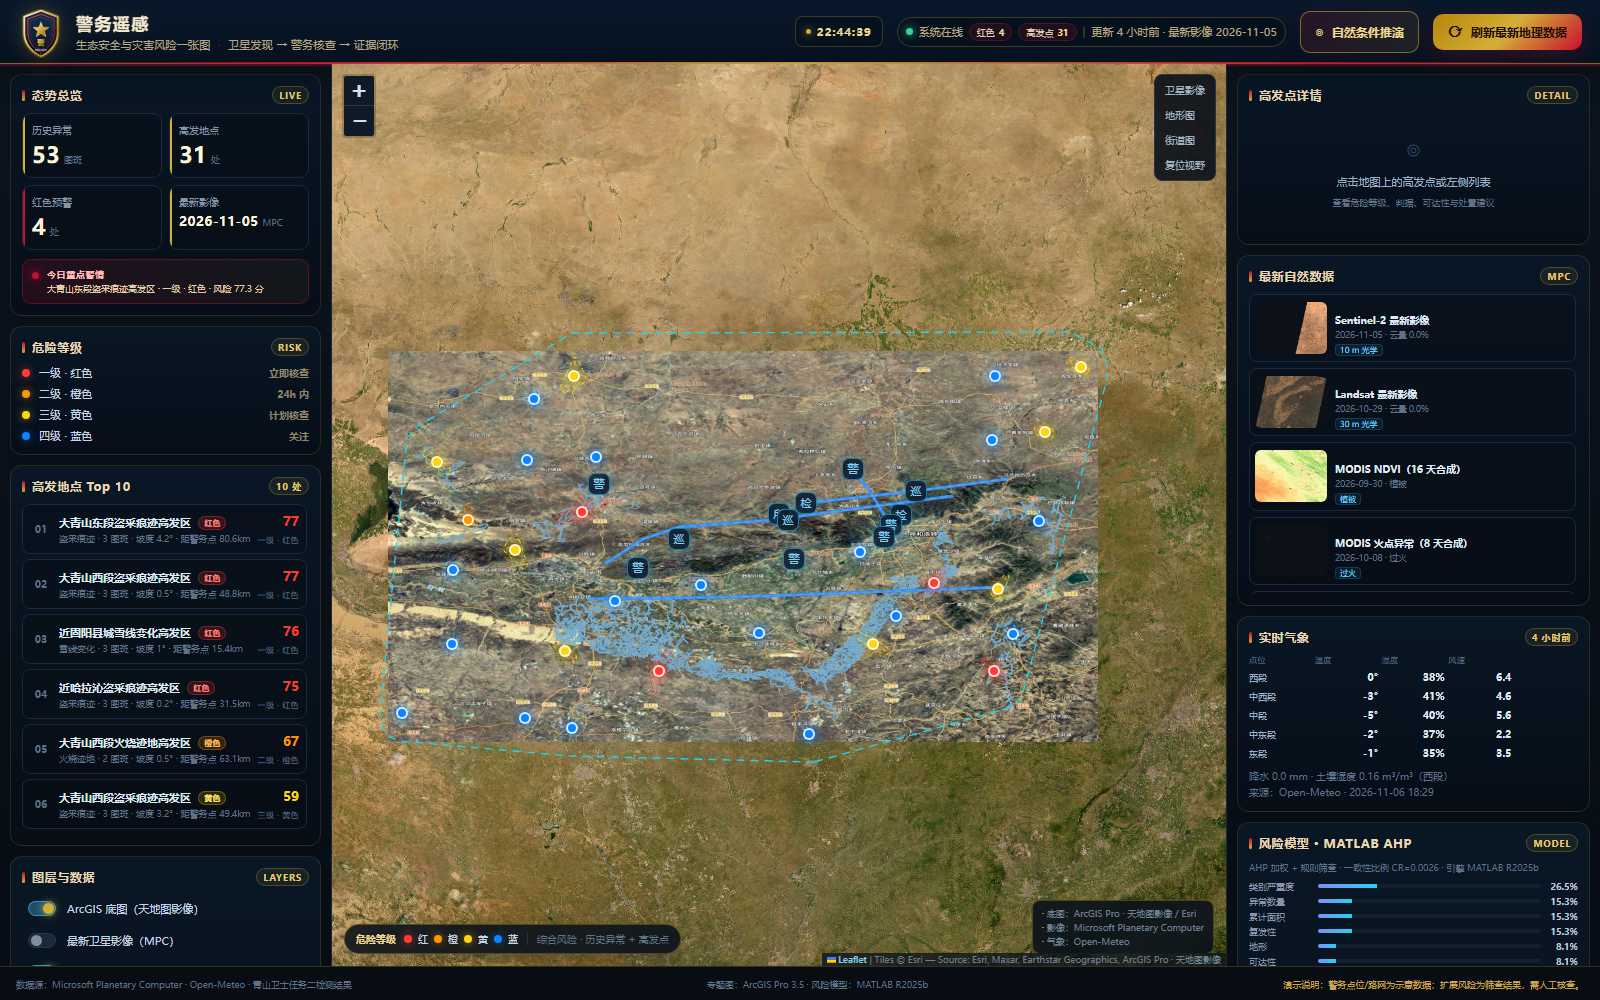 警务遥感
生态安全与灾害风险一张图 · 卫星发现 → 警务核查 → 证据闭环
22:44:39
系统在线 红色 4 高发点 31 | 更新 4 小时前 · 最新影像 2026-11-05
自然条件推演
刷新最新地理数据
态势总览 LIVE
历史异常
53 图斑
高发地点
31 处
红色预警
4 处
最新影像
2026-11-05 MPC
今日重点警情
大青山东段盗采痕迹高发区 · 一级 · 红色 · 风险 77.3 分
危险等级 RISK
一级 · 红色 立即核查
二级 · 橙色 24h 内
三级 · 黄色 计划核查
四级 · 蓝色 关注
高发地点 Top 10 10 处
01 大青山东段盗采痕迹高发区 红色 77
盗采痕迹 · 3 图斑 · 坡度 4.2° · 距警务点 80.6km 一级 · 红色
02 大青山西段盗采痕迹高发区 红色 77
盗采痕迹 · 3 图斑 · 坡度 0.5° · 距警务点 48.8km 一级 · 红色
03 近固阳县城雪线变化高发区 红色 76
雪线变化 · 3 图斑 · 坡度 1° · 距警务点 15.4km 一级 · 红色
04 近哈拉沁盗采痕迹高发区 红色 75
盗采痕迹 · 3 图斑 · 坡度 0.2° · 距警务点 31.5km 一级 · 红色
05 大青山西段火烧迹地高发区 橙色 67
火烧迹地 · 2 图斑 · 坡度 0.5° · 距警务点 63.1km 二级 · 橙色
06 大青山西段盗采痕迹高发区 黄色 59
盗采痕迹 · 3 图斑 · 坡度 3.2° · 距警务点 49.4km 三级 · 黄色
图层与数据 LAYERS
ArcGIS 底图（天地图影像）
最新卫星影像（MPC）
+
−
卫星影像
地形图
街道图
复位视野
警
警
检
巡
巡
检
警
警
巡
警
警
危险等级 红 橙 黄 蓝 综合风险 · 历史异常 + 高发点
· 底图：ArcGIS Pro · 天地图影像 / Esri
· 影像：Microsoft Planetary Computer
· 气象：Open-Meteo
Leaflet | Tiles © Esri — Source: Esri, Maxar, Earthstar Geographics, ArcGIS Pro · 天地图影像
高发点详情 DETAIL
点击地图上的高发点或左侧列表
查看危险等级、判据、可达性与处置建议
最新自然数据 MPC
Sentinel-2 最新影像
2026-11-05 · 云量 0.0%
10 m 光学
Landsat 最新影像
2026-10-29 · 云量 0.0%
30 m 光学
MODIS NDVI（16 天合成）
2026-09-30 · 植被
植被
MODIS 火点异常（8 天合成）
2026-10-08 · 过火
过火
实时气象 4 小时前
点位 温度 湿度 风速
西段 0° 38% 6.4
中西段 -3° 41% 4.6
中段 -5° 40% 5.6
中东段 -2° 37% 2.2
东段 -1° 35% 3.5
降水 0.0 mm · 土壤湿度 0.16 m³/m³（西段）
来源：Open-Meteo · 2026-11-06 18:29
风险模型 · MATLAB AHP MODEL
AHP 加权 + 规则筛查 · 一致性比例 CR=0.0026 · 引擎 MATLAB R2025b
类别严重度 26.5%
异常数量 15.3%
累计面积 15.3%
复发性 15.3%
地形 8.1%
可达性 8.1%
数据源：Microsoft Planetary Computer · Open-Meteo · 青山卫士任务二检测结果
专题图：ArcGIS Pro 3.5 · 风险模型：MATLAB R2025b
演示说明：警务点位/路网为示意数据；扩展风险为筛查结果，需人工核查。